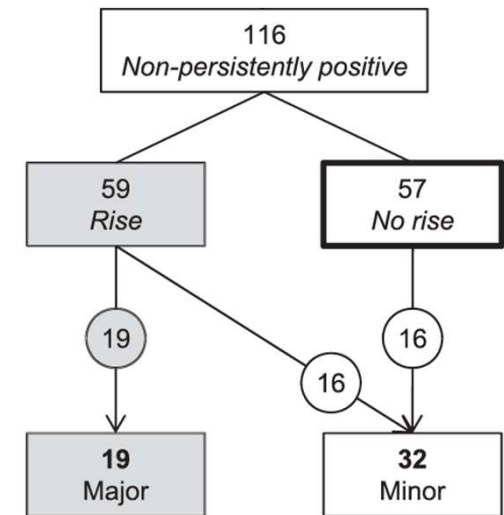 116
Non-persistently positive
59
Rise
57
No rise
19
16
16
19
Major
32
Minor